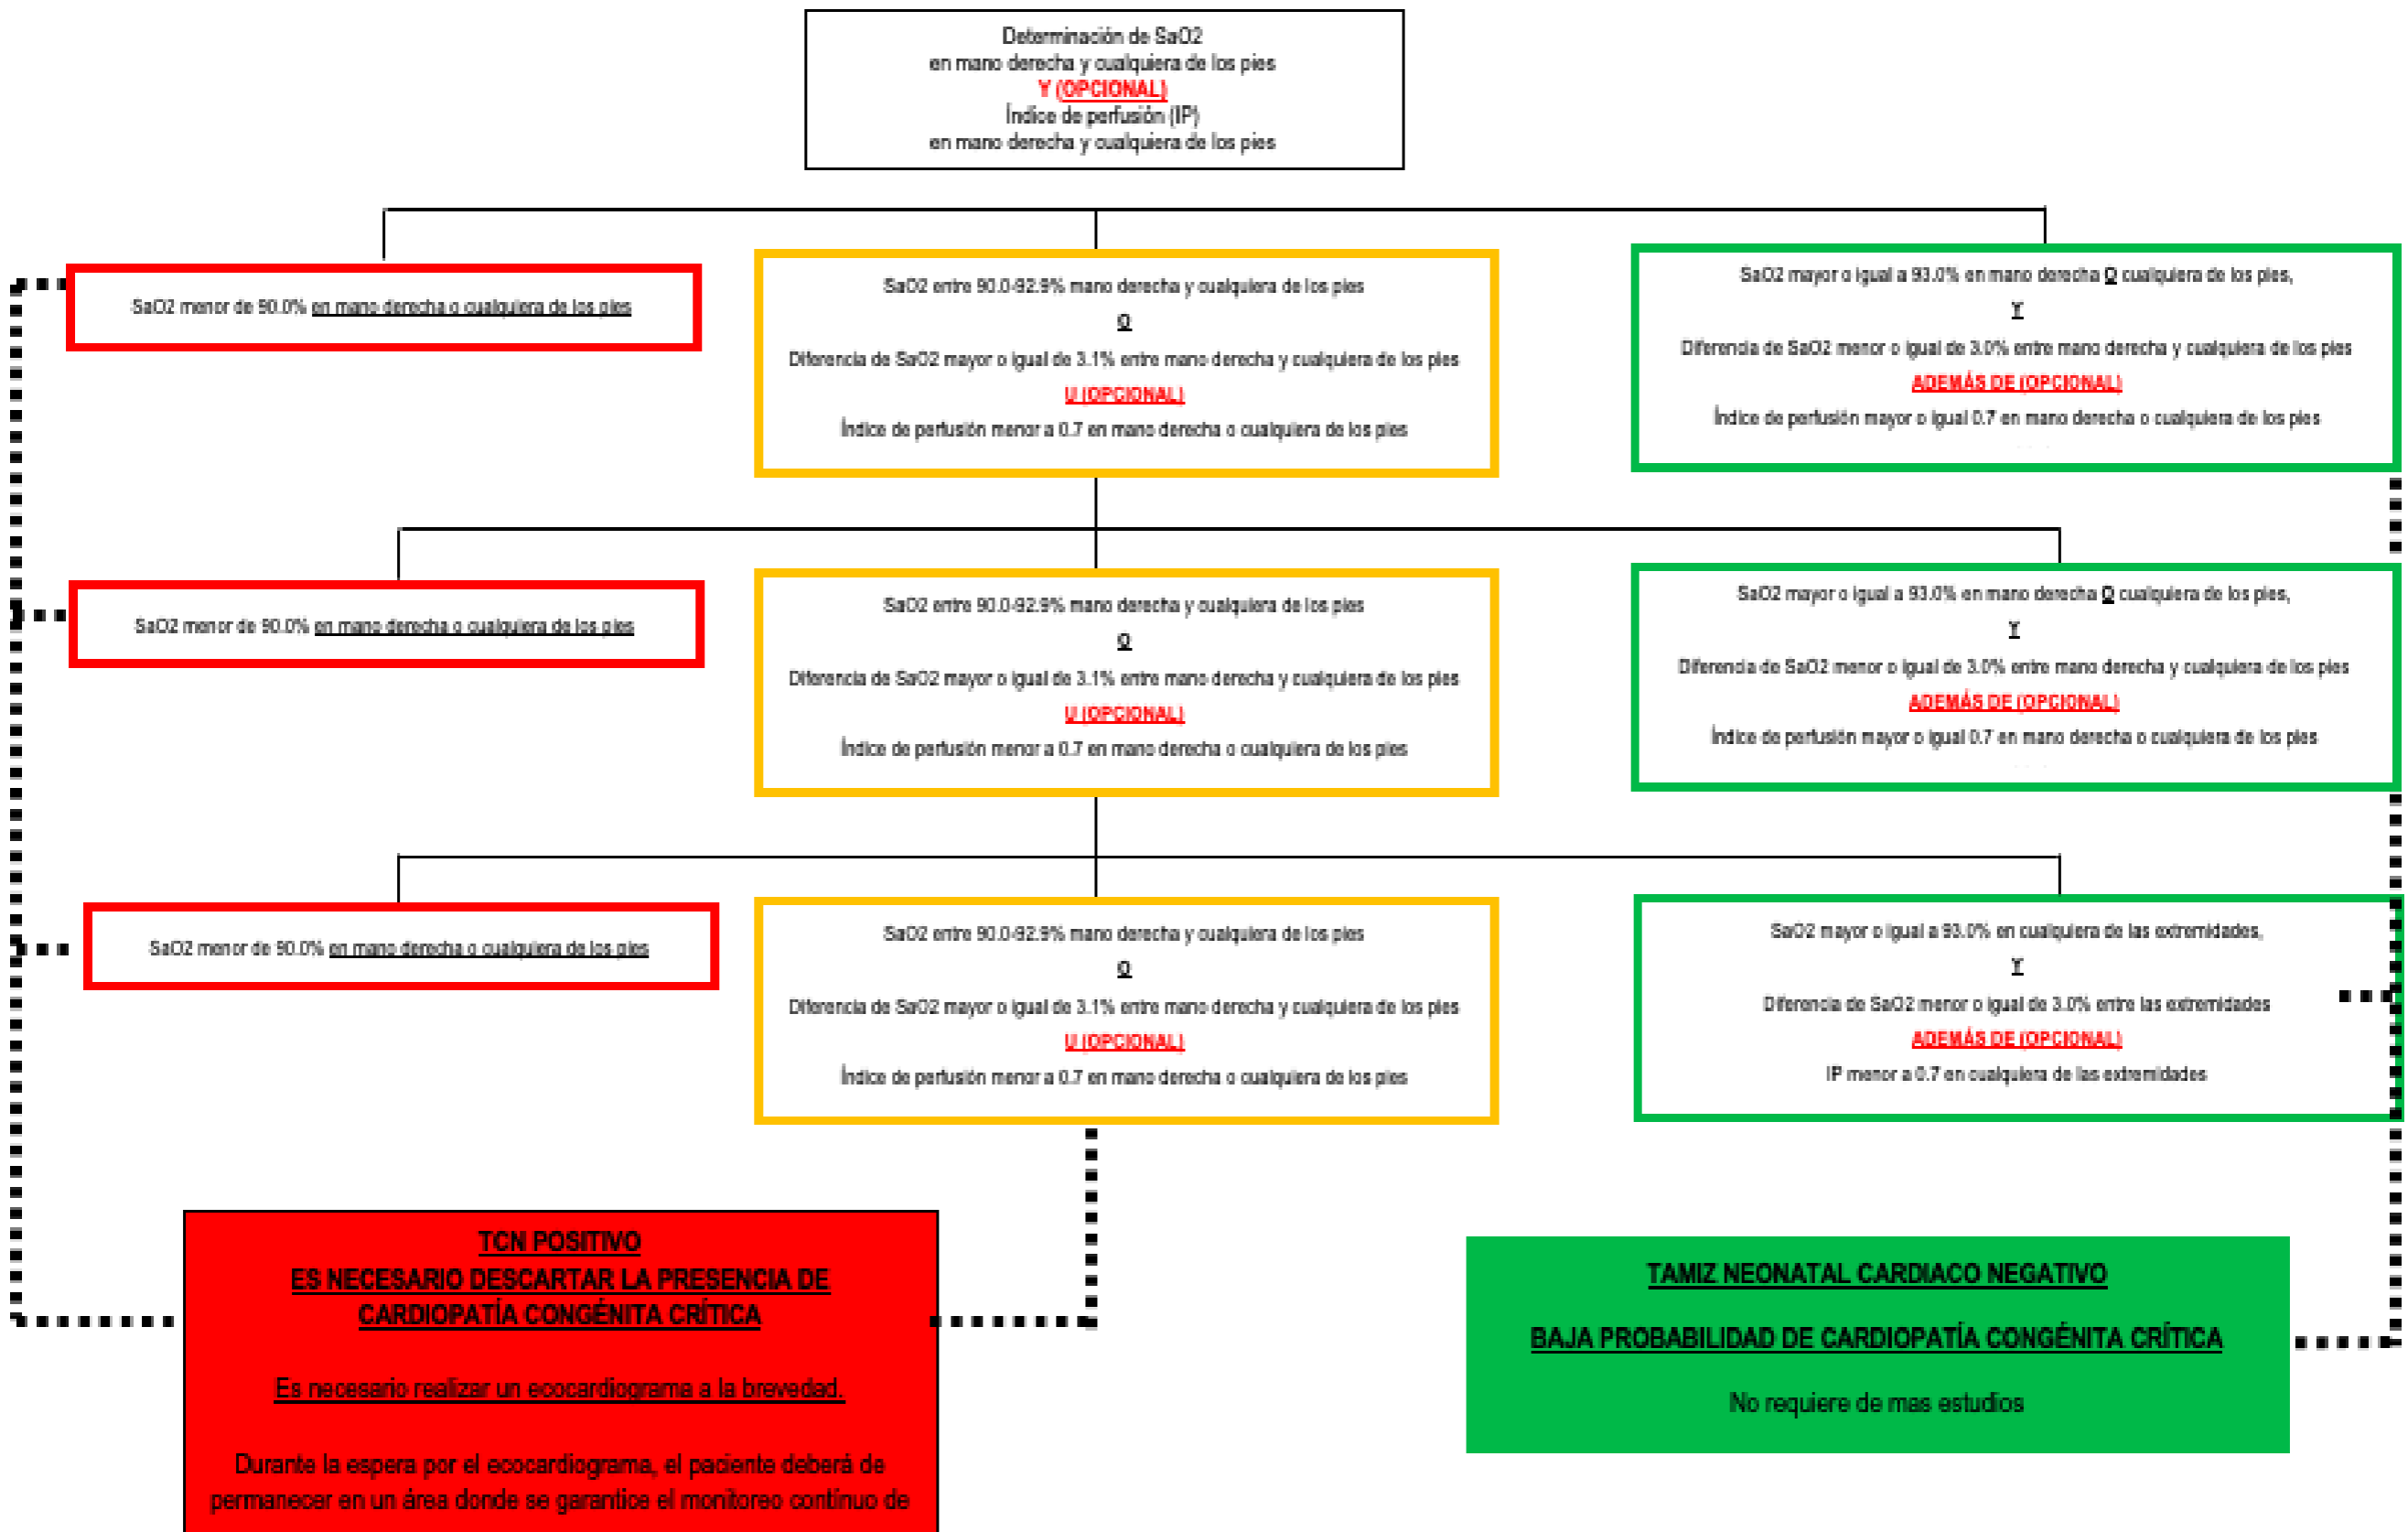 Determinación de SaO2
en mano derecha y cualquiera de los pies
Y (OPCIONAL)
Índice de perfusión (IP)
en mano derecha y cualquiera de los pies
SaO2 menor de 90.0% en mano derecha o cualquiera de los pies
SaO2 entre 90.0-92.9% mano derecha y cualquiera de los pies
O
Diferencia de SaO2 mayor o igual de 3.1% entre mano derecha y cualquiera de los pies
U (OPCIONAL)
Índice de perfusión menor a 0.7 en mano derecha o cualquiera de los pies
SaO2 mayor o igual a 93.0% en mano derecha O cualquiera de los pies,
Y
Diferencia de SaO2 menor o igual de 3.0% entre mano derecha y cualquiera de los pies
ADEMÁS DE (OPCIONAL)
Índice de perfusión mayor o igual 0.7 en mano derecha o cualquiera de los pies
SaO2 menor de 90.0% en mano derecha o cualquiera de los pies
SaO2 entre 90.0-92.9% mano derecha y cualquiera de los pies
O
Diferencia de SaO2 mayor o igual de 3.1% entre mano derecha y cualquiera de los pies
U (OPCIONAL)
Índice de perfusión menor a 0.7 en mano derecha o cualquiera de los pies
SaO2 mayor o igual a 93.0% en mano derecha O cualquiera de los pies,
Y
Diferencia de SaO2 menor o igual de 3.0% entre mano derecha y cualquiera de los pies
ADEMÁS DE (OPCIONAL)
Índice de perfusión mayor o igual 0.7 en mano derecha o cualquiera de los pies
SaO2 menor de 90.0% en mano derecha o cualquiera de los pies
SaO2 entre 90.0-92.9% mano derecha y cualquiera de los pies
O
Diferencia de SaO2 mayor o igual de 3.1% entre mano derecha y cualquiera de los pies
U (OPCIONAL)
Índice de perfusión menor a 0.7 en mano derecha o cualquiera de los pies
SaO2 mayor o igual a 93.0% en cualquiera de las extremidades,
Y
Diferencia de SaO2 menor o igual de 3.0% entre las extremidades
ADEMÁS DE (OPCIONAL)
IP menor a 0.7 en cualquiera de las extremidades
TCN POSITIVO
ES NECESARIO DESCARTAR LA PRESENCIA DE
CARDIOPATÍA CONGÉNITA CRÍTICA
Es necesario realizar un ecocardiograma a la brevedad.
Durante la espera por el ecocardiograma, el paciente deberá de
permanecer en un área donde se garantice el monitoreo contínuo de
TAMIZ NEONATAL CARDIACO NEGATIVO
BAJA PROBABILIDAD DE CARDIOPATÍA CONGÉNITA CRÍTICA
No requiere de mas estudios